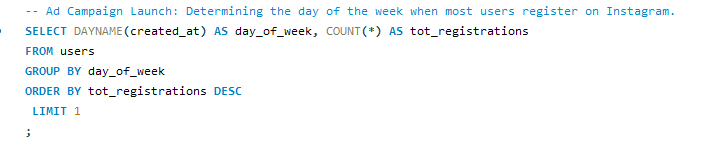 -- Ad Campaign Launch: Determining the day of the week when most users register on Instagram.
SELECT DAYNAME(created_at) AS day_of_week, COUNT(*) AS tot_registrations
FROM users
GROUP BY day_of_week
ORDER BY tot_registrations DESC
LIMIT 1
;